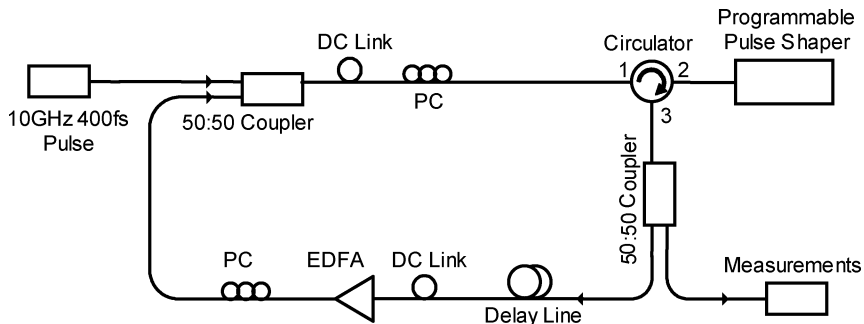 Programmable
Pulse Shaper
DC Link
Circulator
1
2
3
PC
10GHz 400fs
Pulse
50:50 Coupler
50:50 Coupler
PC
EDFA
DC Link
Delay Line
Measurements